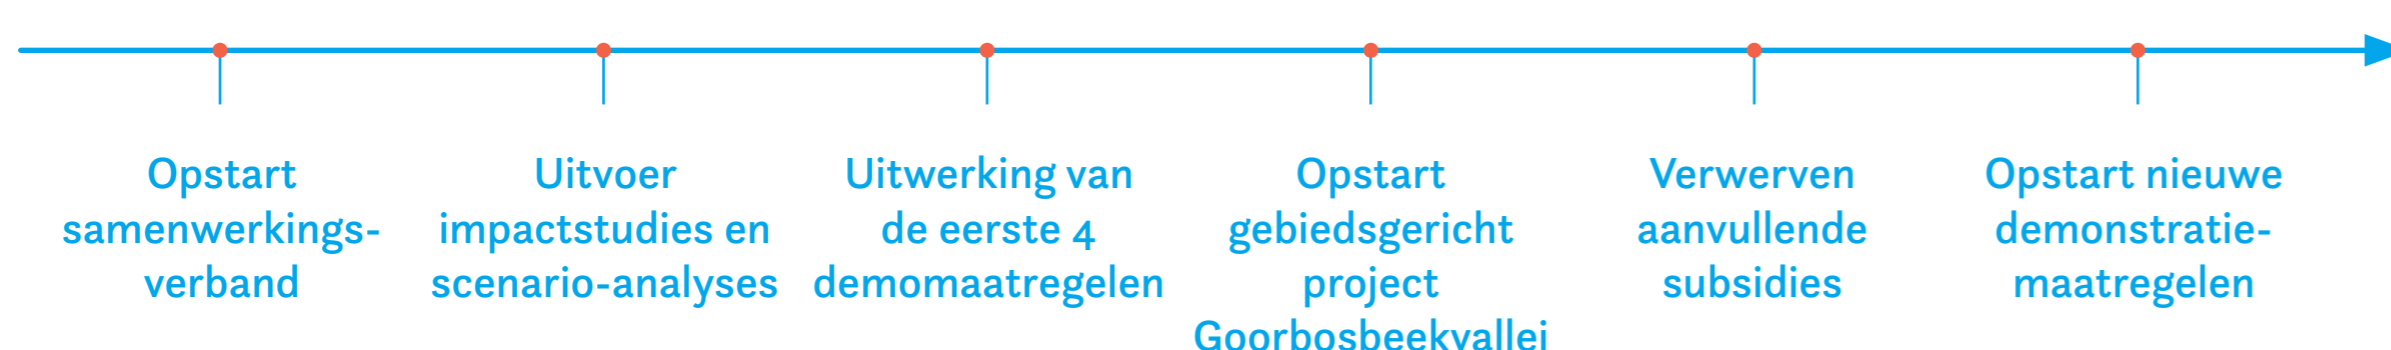 Opstart
samenwerkings-
verband
Uitvoer
impactstudies en
scenario-analyses
Uitwerking van
de eerste 4
demomaatregelen
Opstart
gebiedsgericht
project
Goorbosbeekvallei
Verwerven
aanvullende
subsidies
Opstart nieuwe
demonstratie-
maatregelen